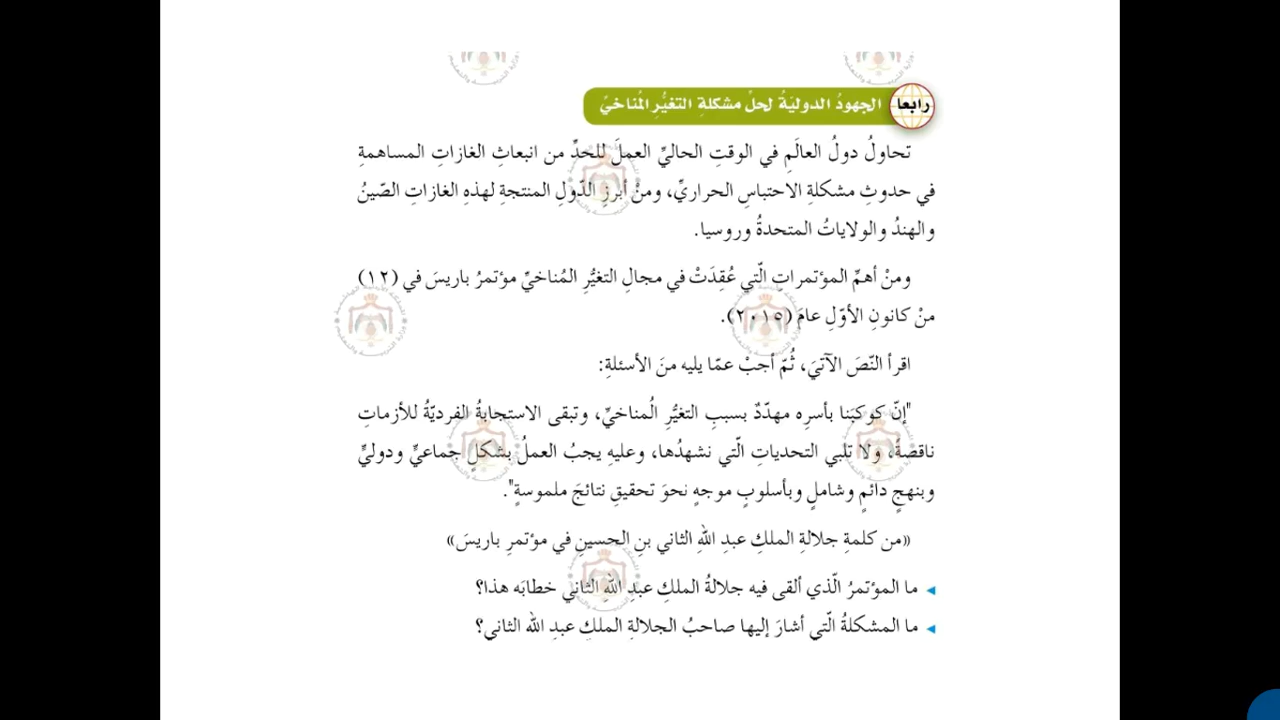 رابعا
الجهودُ الدوليّةُ لحلِّ مشكلةِ التغيُّرِ المُناخيّ
تحاولُ دولُ العالَمِ في الوقتِ الحاليِّ العملَ للحدِّ من انبعاثِ الغازاتِ المساهمةِ
في حدوثِ مشكلةِ الاحتباسِ الحراريِّ، ومنْ أبرزِ الدّولِ المنتجةِ لهذهِ الغازاتِ الصّينُ
والهندُ والولاياتُ المتحدةُ وروسيا.
ومنْ أهمِّ المؤتمراتِ الّتي عُقِدَتْ في مجالِ التغيُّرِ المُناخيِّ مؤتمرُ باريسَ في (١٢)
منْ كانونِ الأوّلِ عامَ (٢٠١٥).
اقرأ النّصَ الآتيَ، ثُمّ أجبْ عمّا يليه منَ الأسئلةِ:
"إنّ كوكبَنا بأسرِه مهدّدٌ بسببِ التغيُّرِ المُناخيِّ، وتبقى الاستجابةُ الفرديّةُ للأزماتِ
ناقصةً، ولا تلبي التحدياتِ الّتي نشهدُها، وعليهِ يجبُ العملُ بشكلٍ جماعيٍّ ودوليٍّ
وبنهجٍ دائمٍ وشاملٍ وبأسلوبٍ موجهٍ نحوَ تحقيقِ نتائجَ ملموسةٍ".
«من كلمةِ جلالةِ الملكِ عبدِ اللهِ الثاني بنِ الحسينِ في مؤتمرِ باريسَ»
ما المؤتمرُ الّذي ألقى فيه جلالةُ الملكِ عبدِ اللهِ الثاني خطابَه هذا؟
ما المشكلةُ الّتي أشارَ إليها صاحبُ الجلالةِ الملكِ عبدِ الله الثاني؟